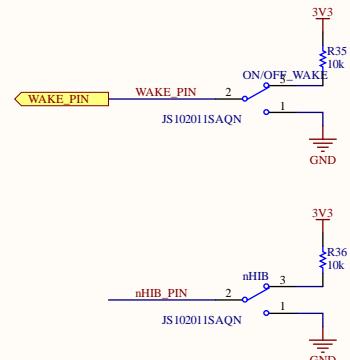 3V3
R35
10k
ON/OFF_WAKE
3
WAKE_PIN
WAKE_PIN
2
1
JS102011SAQN
GND
3V3
R36
10k
nHIB
3
nHIB_PIN
2
1
JS102011SAQN
GND